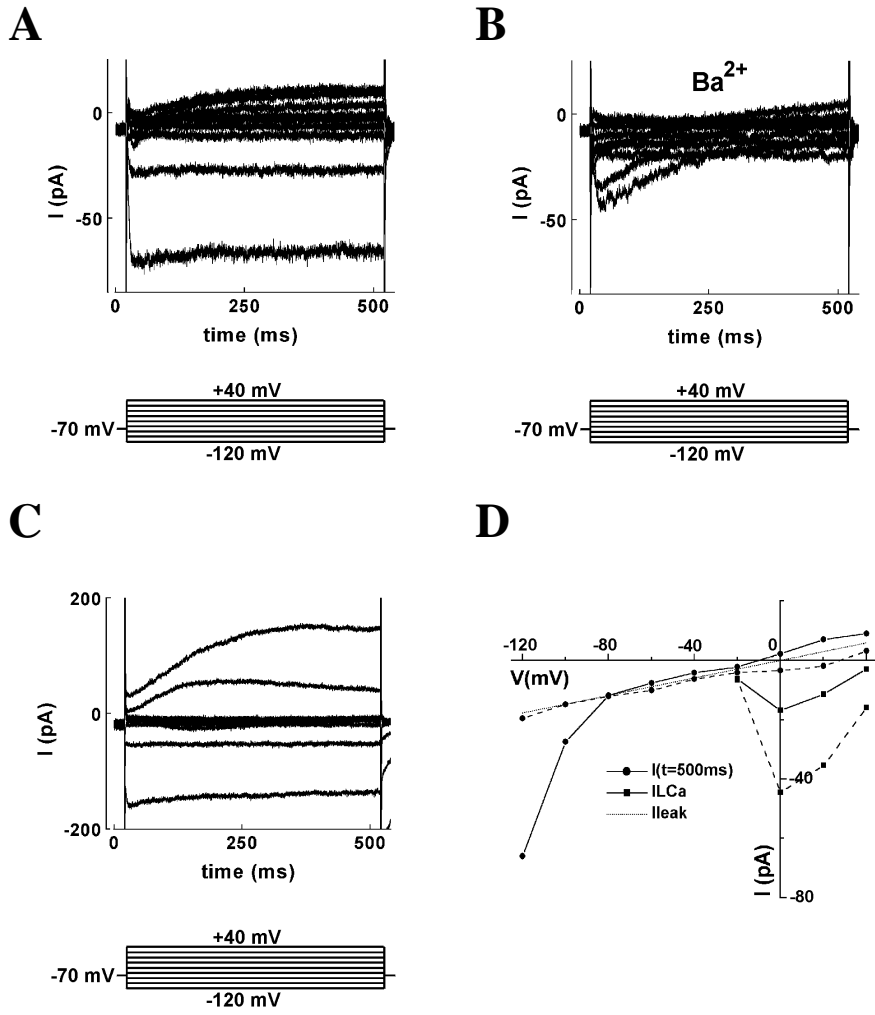 A
0
-50
I (pA)
0
250
500
time (ms)
+40 mV
-70 mV
-120 mV
B
Ba2+
0
-50
I (pA)
0
250
500
time (ms)
+40 mV
-70 mV
-120 mV
C
200
0
-200
I (pA)
0
250
500
time (ms)
+40 mV
-70 mV
-120 mV
D
-120
-80
-40
0
40
V(mV)
I(t=500ms)
ILCa
Ileak
-40
-80
I (pA)